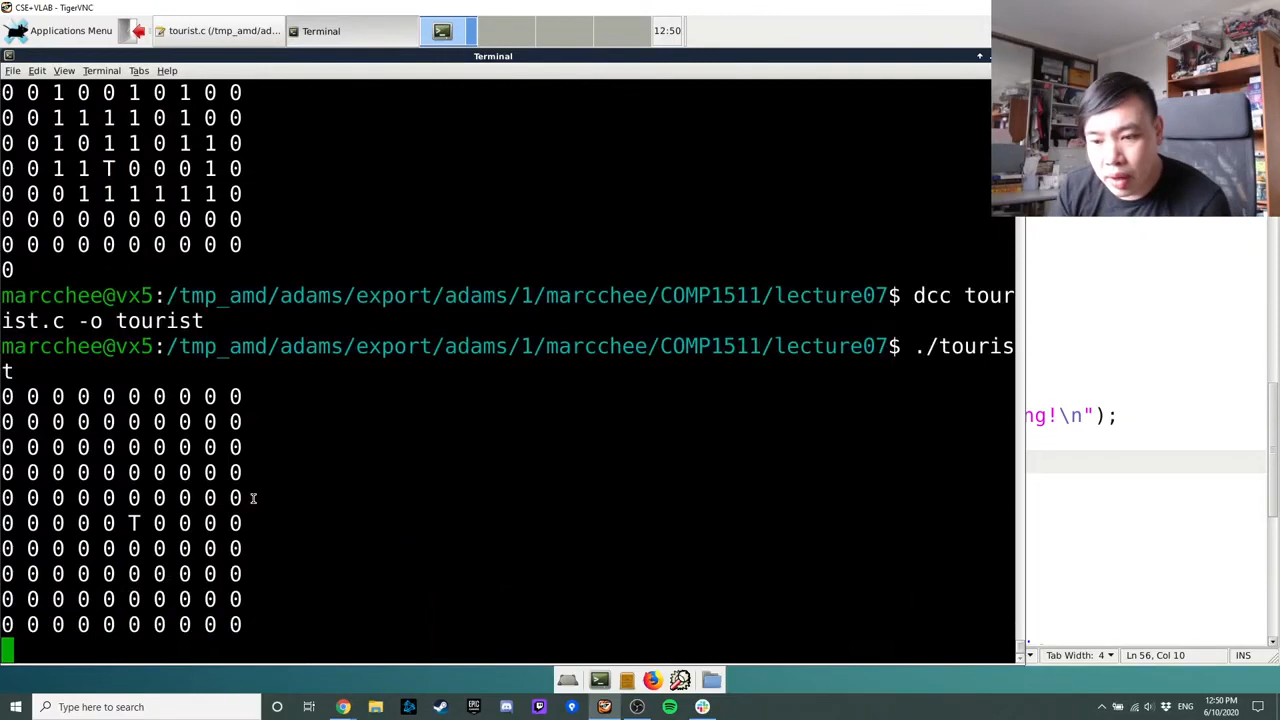 CSE+VLAB - TigerVNC
Applications Menu
tourist.c (/tmp_amd/ad...
Terminal
12:50
Terminal
File Edit View Terminal Tabs Help
0 0 1 0 0 1 0 1 0 0
0 0 1 1 1 1 0 1 0 0
0 0 1 0 1 1 0 1 1 0
0 0 1 1 T 0 0 0 1 0
0 0 0 1 1 1 1 1 1 0
0 0 0 0 0 0 0 0 0 0
0 0 0 0 0 0 0 0 0 0
0
marcchee@vx5:/tmp_amd/adams/export/adams/1/marcchee/COMP1511/lecture07$ dcc tour
ist.c -o tourist
marcchee@vx5:/tmp_amd/adams/export/adams/1/marcchee/COMP1511/lecture07$ ./touris
t
0 0 0 0 0 0 0 0 0 0
0 0 0 0 0 0 0 0 0 0
0 0 0 0 0 0 0 0 0 0
0 0 0 0 0 0 0 0 0 0
0 0 0 0 0 0 0 0 0 0
0 0 0 0 0 T 0 0 0 0
0 0 0 0 0 0 0 0 0 0
0 0 0 0 0 0 0 0 0 0
0 0 0 0 0 0 0 0 0 0
0 0 0 0 0 0 0 0 0 0
ng!\n");
Tab Width: 4 Ln 56, Col 10 INS
Type here to search
EPIC
ENG
12:50 PM
6/10/2020